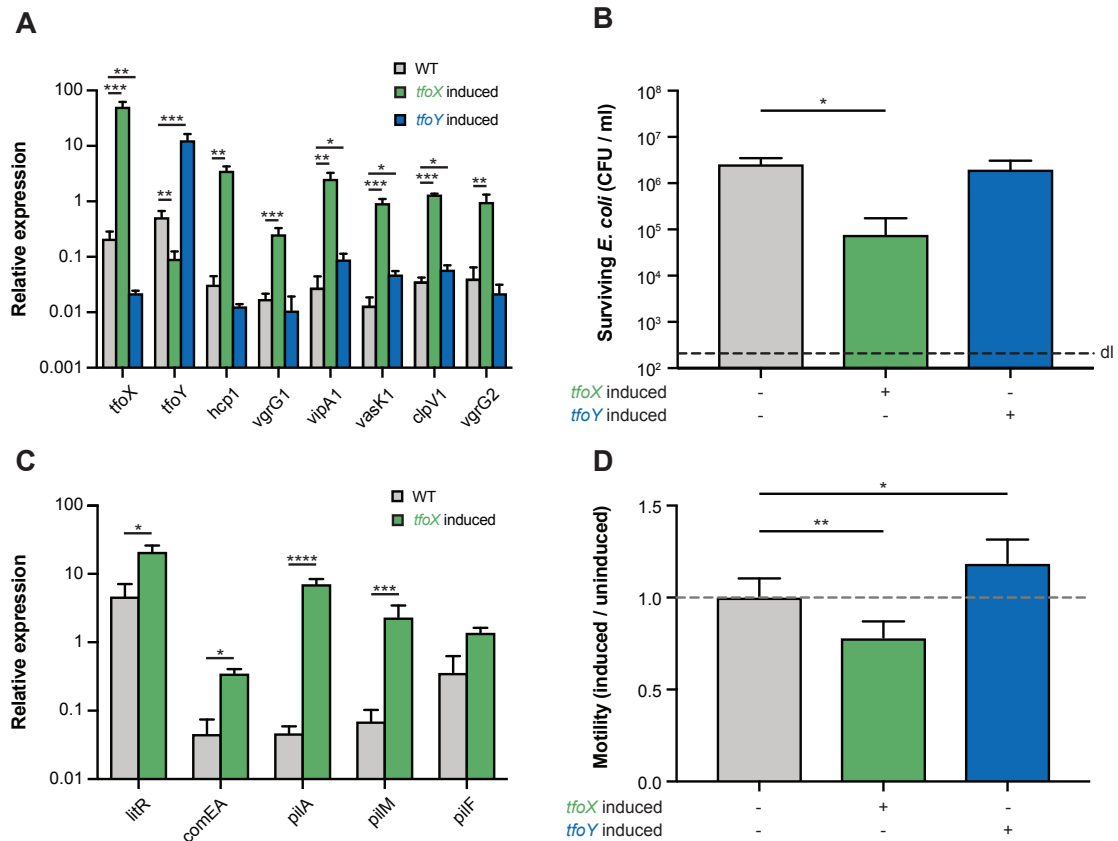 A
WT
tfoX induced
tfoY induced
Relative expression
100
10
1
0.1
0.01
0.001
** 
*** *** ** *** * ** * *** * *** **
**
tfoX tfoY hcp1 vgrG1 vipA1 vasK1 clpV1 vgrG2
B
Surviving E. coli (CFU / ml)
10⁸
10⁷
10⁶
10⁵
10⁴
10³
10²
*
dl
tfoX induced - + -
tfoY induced - - +
C
WT
tfoX induced
Relative expression
100
10
1
0.1
0.01
* * **** ***
litR comEA pilA pilM pilF
D
Motility (induced / uninduced)
1.5
1.0
0.5
0.0
*
**
tfoX induced - + -
tfoY induced - - +